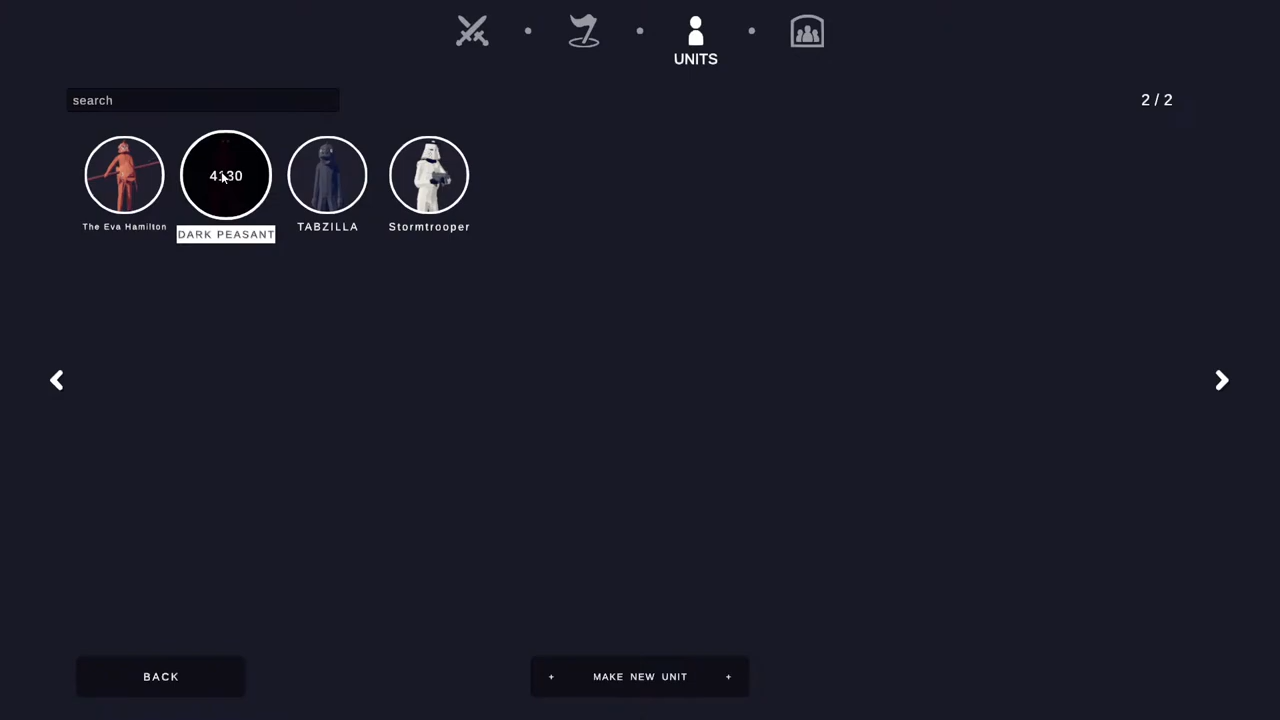 UNITS
search
2 / 2
4130
The Eva Hamilton
DARK PEASANT
TABZILLA
Stormtrooper
BACK
+ MAKE NEW UNIT +